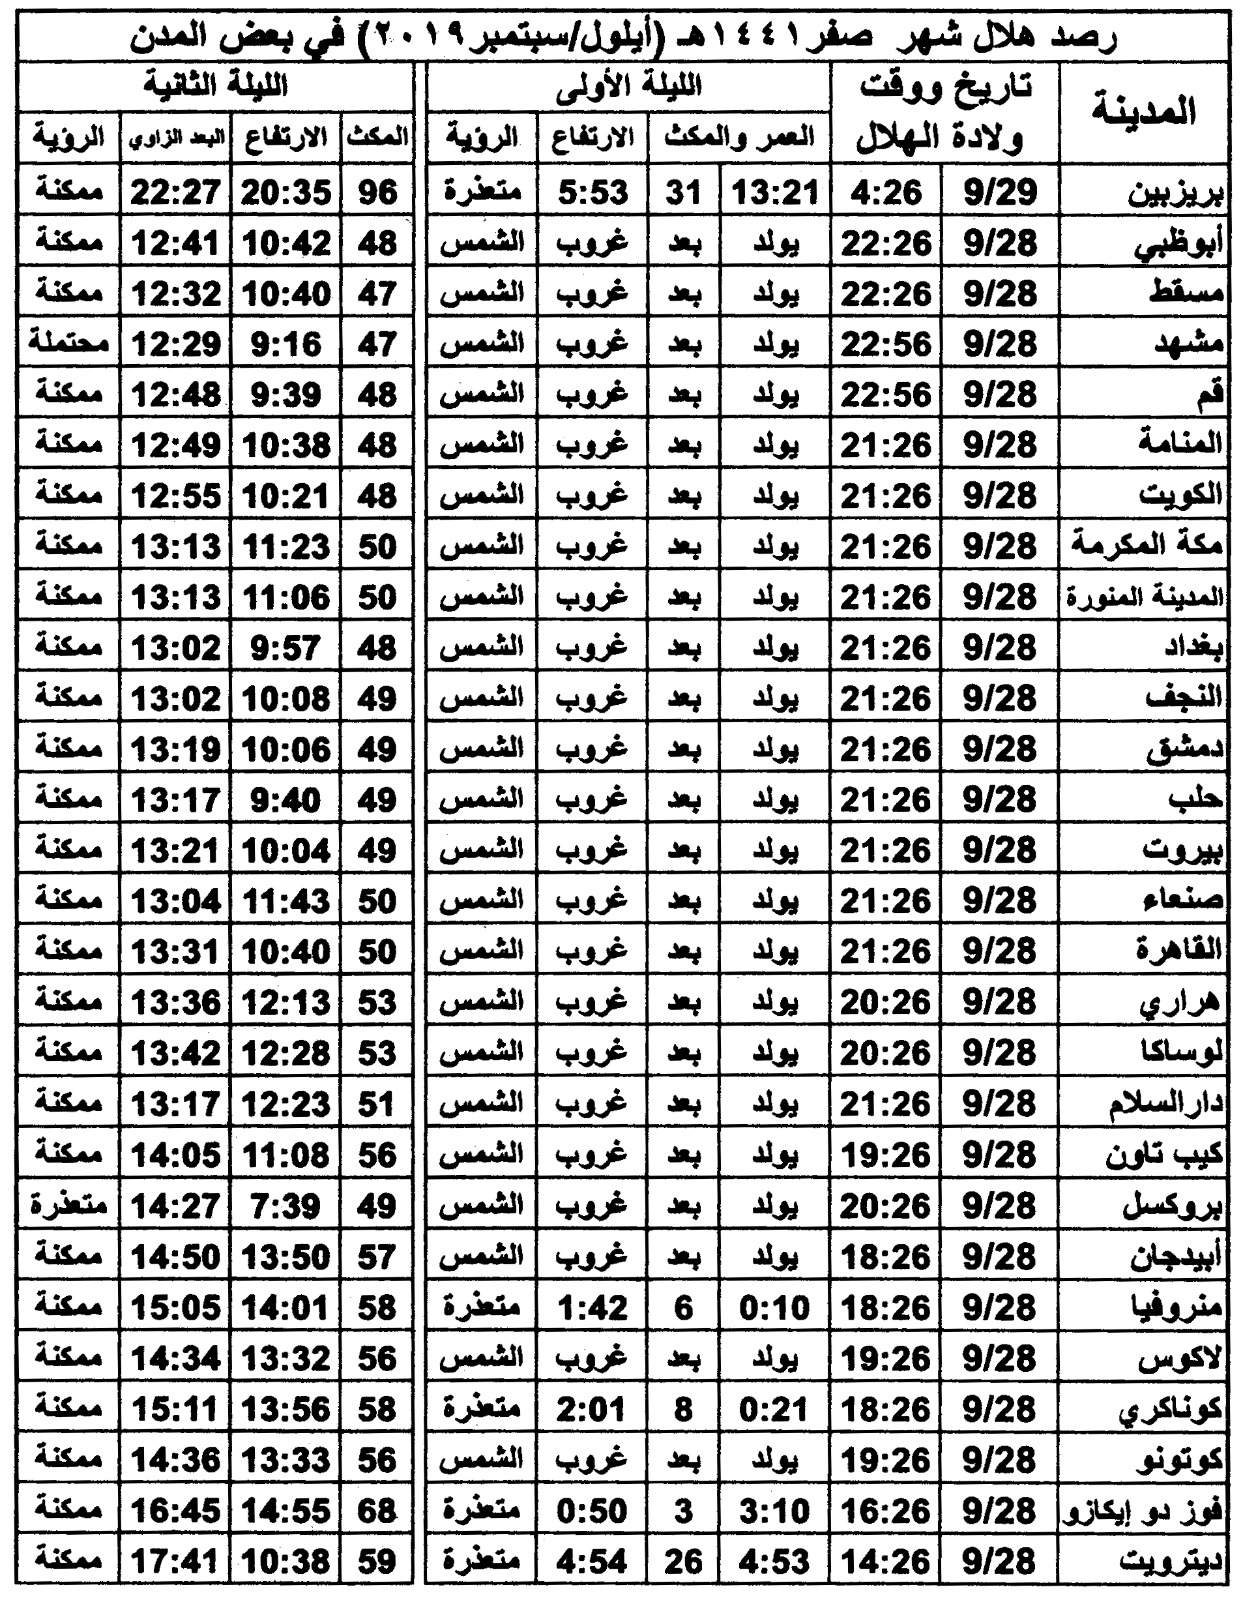 رصد هلال شهر صفر١٤٤١هـ (أيلول/سبتمبر٢٠١٩) في بعض المدن
المدينة تاريخ ووقت ولادة الهلال الليلة الأولى الليلة الثانية
العمر والمكث الارتفاع الرؤية المكث الارتفاع البعد الزاوي الرؤية
بريزبين 9/29 4:26 13:21 31 5:53 متعذرة 96 20:35 22:27 ممكنة
أبوظبي 9/28 22:26 يولد بعد غروب الشمس 48 10:42 12:41 ممكنة
مسقط 9/28 22:26 يولد بعد غروب الشمس 47 10:40 12:32 ممكنة
مشهد 9/28 22:56 يولد بعد غروب الشمس 47 9:16 12:29 محتملة
قم 9/28 22:56 يولد بعد غروب الشمس 48 9:39 12:48 ممكنة
المنامة 9/28 21:26 يولد بعد غروب الشمس 48 10:38 12:49 ممكنة
الكويت 9/28 21:26 يولد بعد غروب الشمس 48 10:21 12:55 ممكنة
مكة المكرمة 9/28 21:26 يولد بعد غروب الشمس 50 11:23 13:13 ممكنة
المدينة المنورة 9/28 21:26 يولد بعد غروب الشمس 50 11:06 13:13 ممكنة
بغداد 9/28 21:26 يولد بعد غروب الشمس 48 9:57 13:02 ممكنة
النجف 9/28 21:26 يولد بعد غروب الشمس 49 10:08 13:02 ممكنة
دمشق 9/28 21:26 يولد بعد غروب الشمس 49 10:06 13:19 ممكنة
حلب 9/28 21:26 يولد بعد غروب الشمس 49 9:40 13:17 ممكنة
بيروت 9/28 21:26 يولد بعد غروب الشمس 49 10:04 13:21 ممكنة
صنعاء 9/28 21:26 يولد بعد غروب الشمس 50 11:43 13:04 ممكنة
القاهرة 9/28 21:26 يولد بعد غروب الشمس 50 10:40 13:31 ممكنة
هراري 9/28 20:26 يولد بعد غروب الشمس 53 12:13 13:36 ممكنة
لوساكا 9/28 20:26 يولد بعد غروب الشمس 53 12:28 13:42 ممكنة
دارالسلام 9/28 21:26 يولد بعد غروب الشمس 51 12:23 13:17 ممكنة
كيب تاون 9/28 19:26 يولد بعد غروب الشمس 56 11:08 14:05 ممكنة
بروكسل 9/28 20:26 يولد بعد غروب الشمس 49 7:39 14:27 متعذرة
أبيدجان 9/28 18:26 يولد بعد غروب الشمس 57 13:50 14:50 ممكنة
منروفيا 9/28 18:26 0:10 6 1:42 متعذرة 58 14:01 15:05 ممكنة
لاكوس 9/28 19:26 يولد بعد غروب الشمس 56 13:32 14:34 ممكنة
كوناكري 9/28 18:26 0:21 8 2:01 متعذرة 58 13:56 15:11 ممكنة
كوتونو 9/28 19:26 يولد بعد غروب الشمس 56 13:33 14:36 ممكنة
فوز دو إيكازو 9/28 16:26 3:10 3 0:50 متعذرة 68 14:55 16:45 ممكنة
ديترويت 9/28 14:26 4:53 26 4:54 متعذرة 59 10:38 17:41 ممكنة